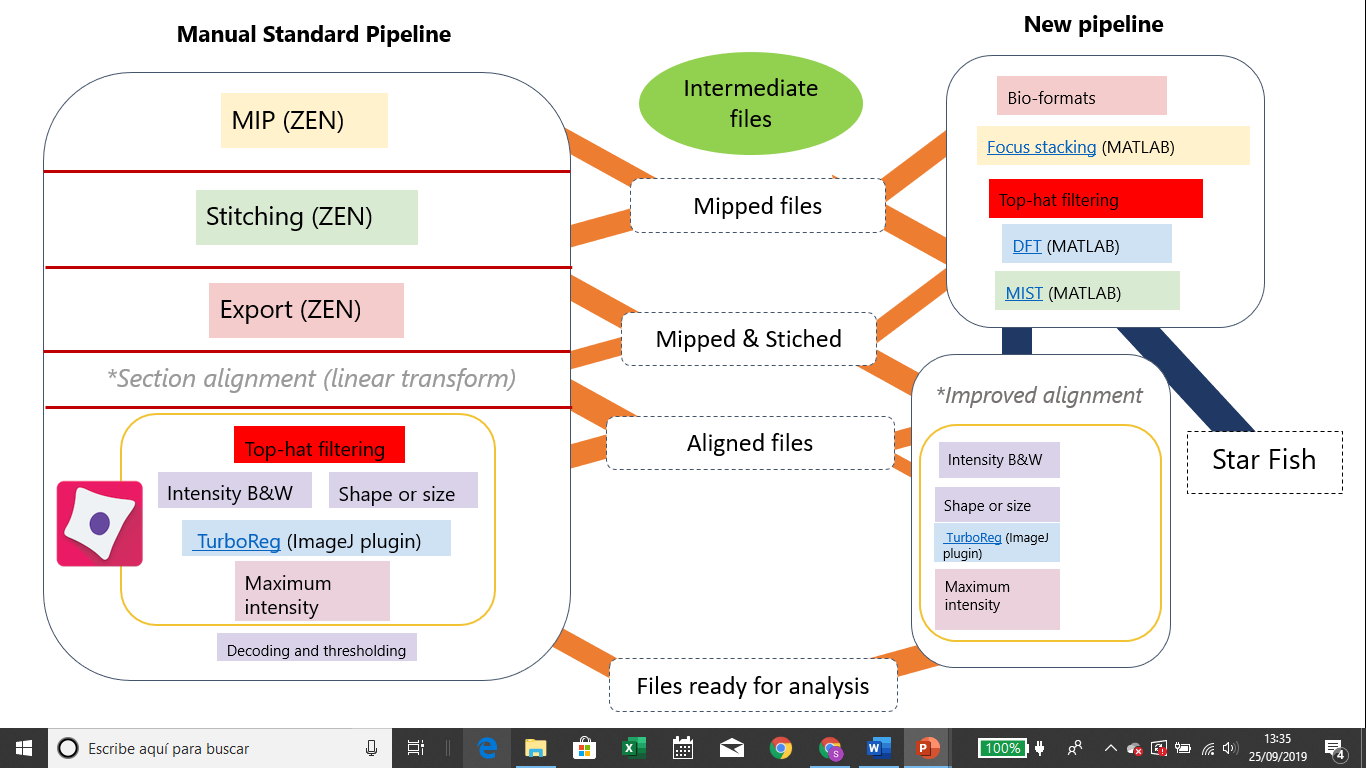 Manual Standard Pipeline
MIP (ZEN)
Stitching (ZEN)
Export (ZEN)
*Section alignment (linear transform)
Top-hat filtering
Intensity B&W
Shape or size
TurboReg (ImageJ plugin)
Maximum
intensity
Decoding and thresholding
Intermediate
files
Mipped files
Mipped & Stiched
Aligned files
Files ready for analysis
New pipeline
Bio-formats
Focus stacking (MATLAB)
Top-hat filtering
DFT (MATLAB)
MIST (MATLAB)
*Improved alignment
Intensity B&W
Shape or size
TurboReg (ImageJ
plugin)
Maximum
intensity
Star Fish
Escribe aquí para buscar
100%
13:35
25/09/2019
4